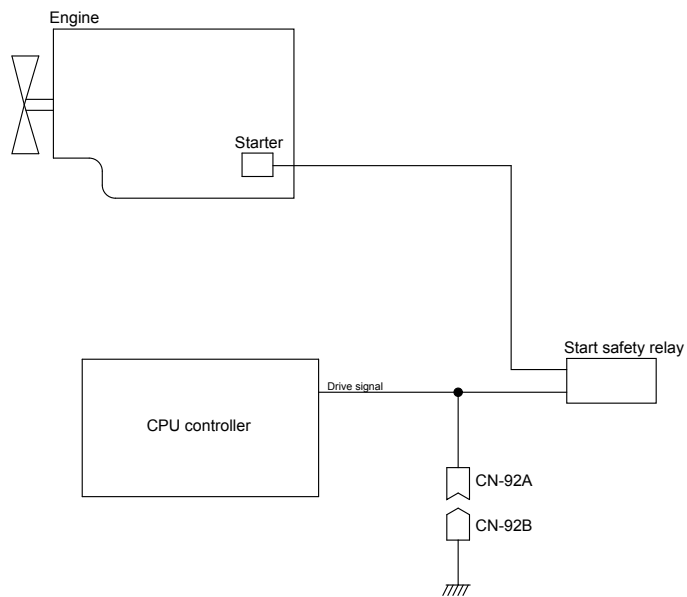 Engine
Starter
Start safety relay
Drive signal
CPU controller
CN-92A
CN-92B